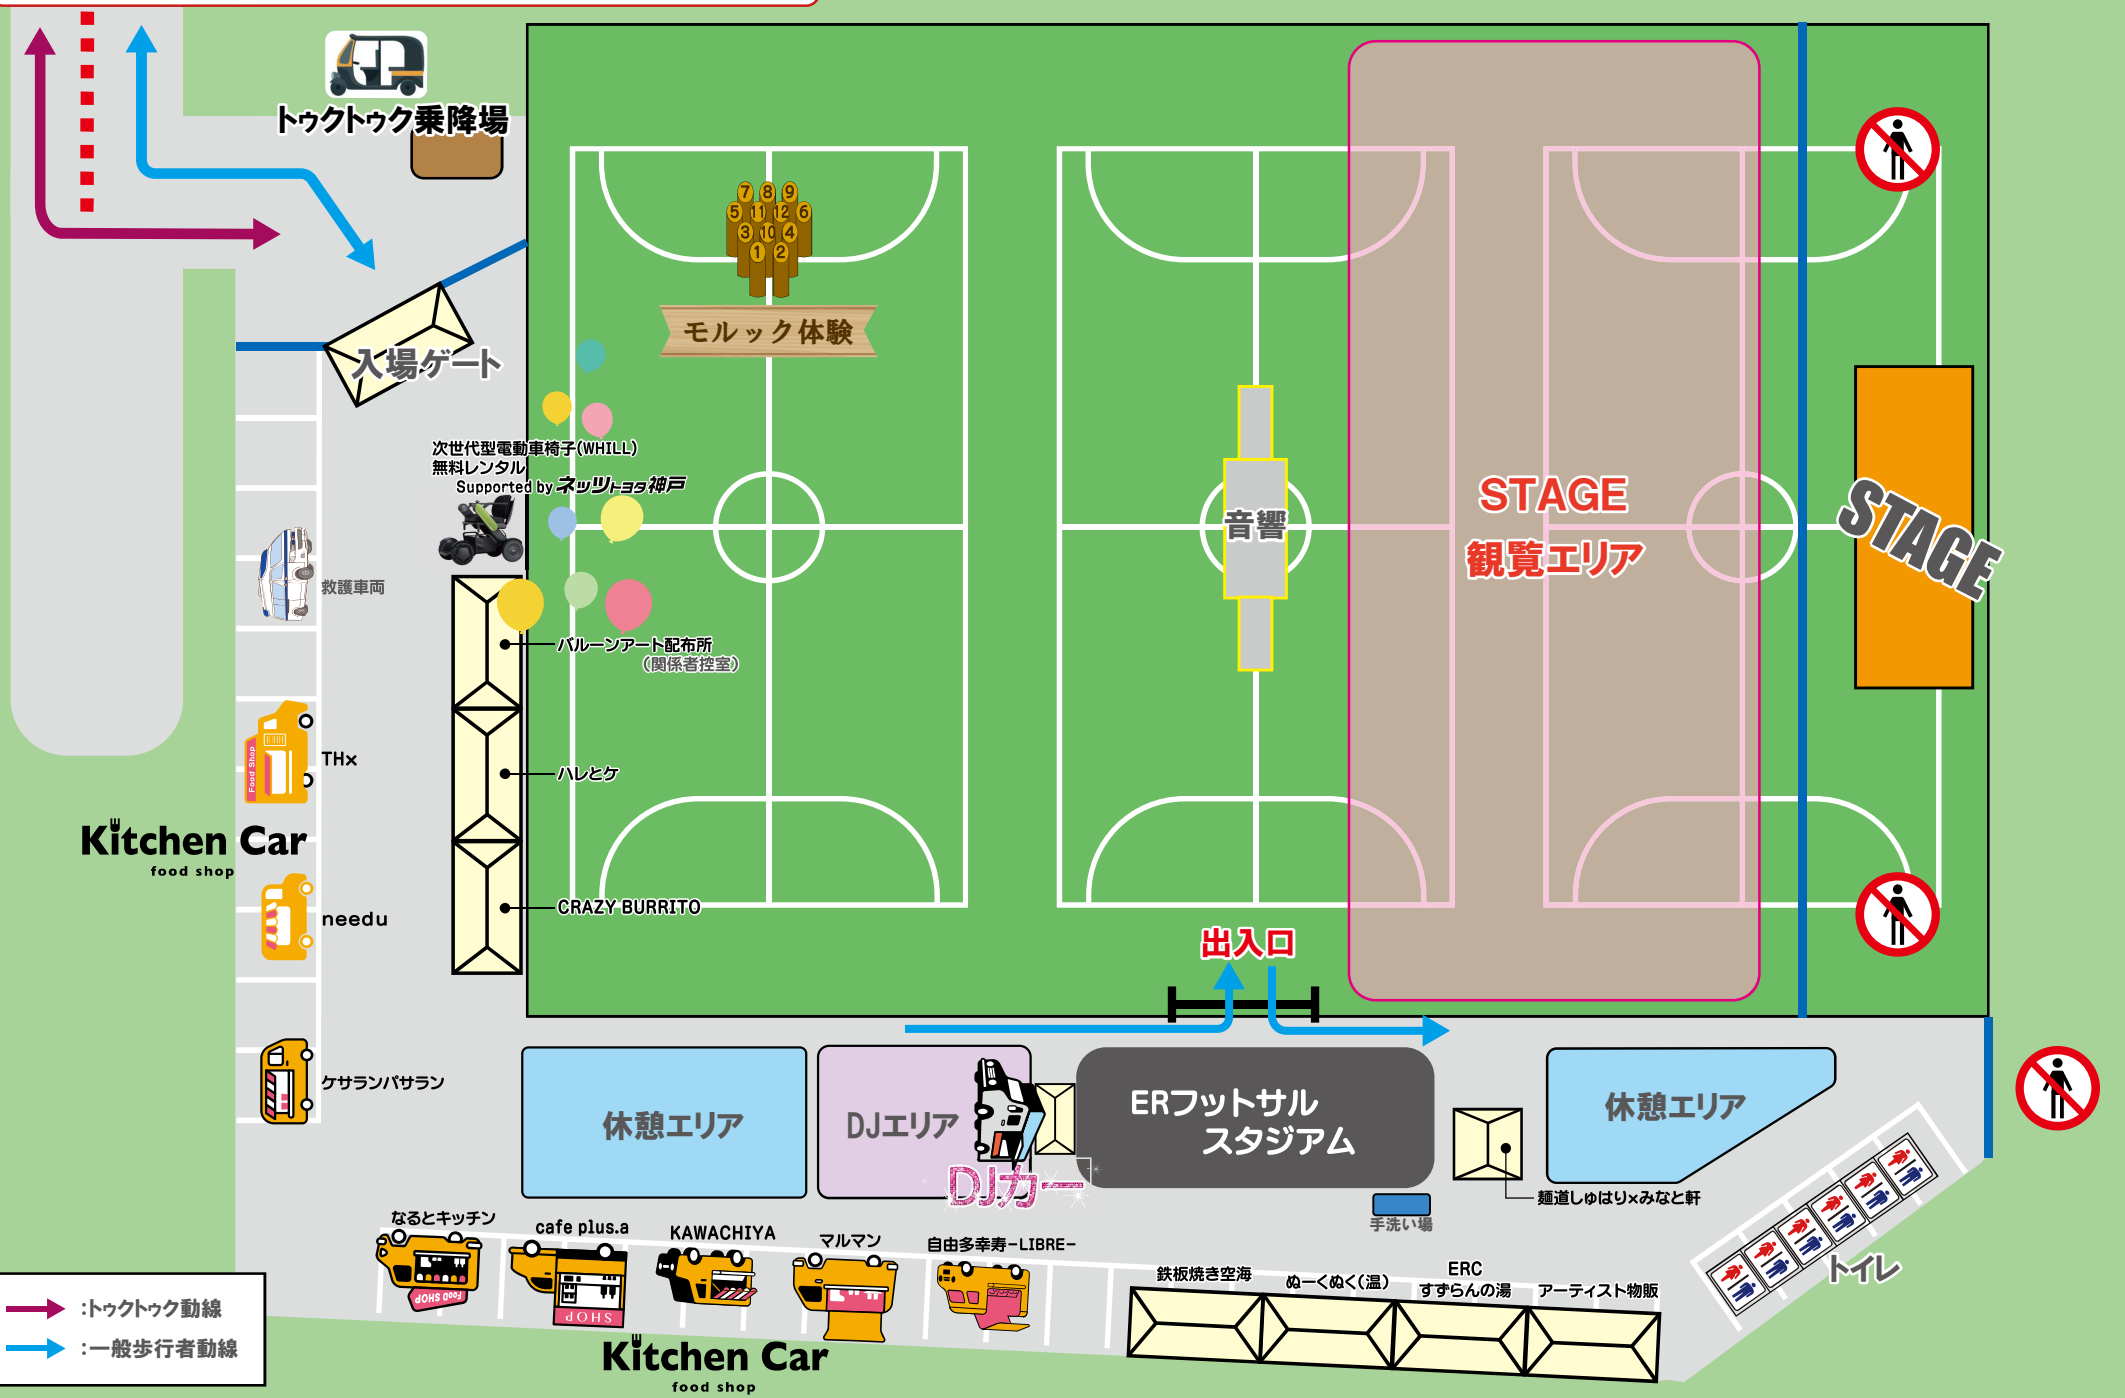 トゥクトゥク乗降場
7 8 9
5 11 12 6
3 10 4
1 2
モルック体験
入場ゲート
次世代型電動車椅子(WHILL)
無料レンタル
Supported by ネッツトヨタ神戸
音響
STAGE
観覧エリア
STAGE
救護車両
バルーンアート配布所
(関係者控室)
Food Shop
THx
ハレとケ
Kitchen Car
food shop
needu
CRAZY BURRITO
出入口
ケサランパサラン
休憩エリア
DJエリア
DJカー
ERフットサル
スタジアム
休憩エリア
麺道しゅはり×みなと軒
手洗い場
トイレ
なるとキッチン
FOOD SHOP
cafe plus.a
SHOP
KAWACHIYA
マルマン
自由多幸寿-LIBRE-
鉄板焼き空海
ぬーくぬく(温)
ERC
すずらんの湯
アーティスト物販
Kitchen Car
food shop
:トゥクトゥク動線
:一般歩行者動線